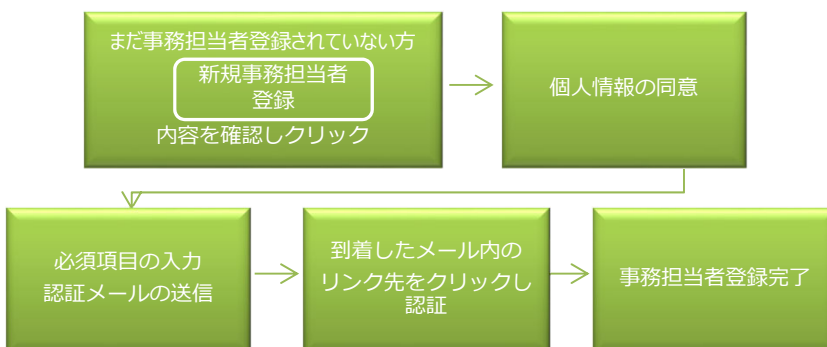 まだ事務担当者登録されていない方
新規事務担当者
登録
内容を確認しクリック
個人情報の同意
必須項目の入力
認証メールの送信
到着したメール内の
リンク先をクリックし
認証
事務担当者登録完了